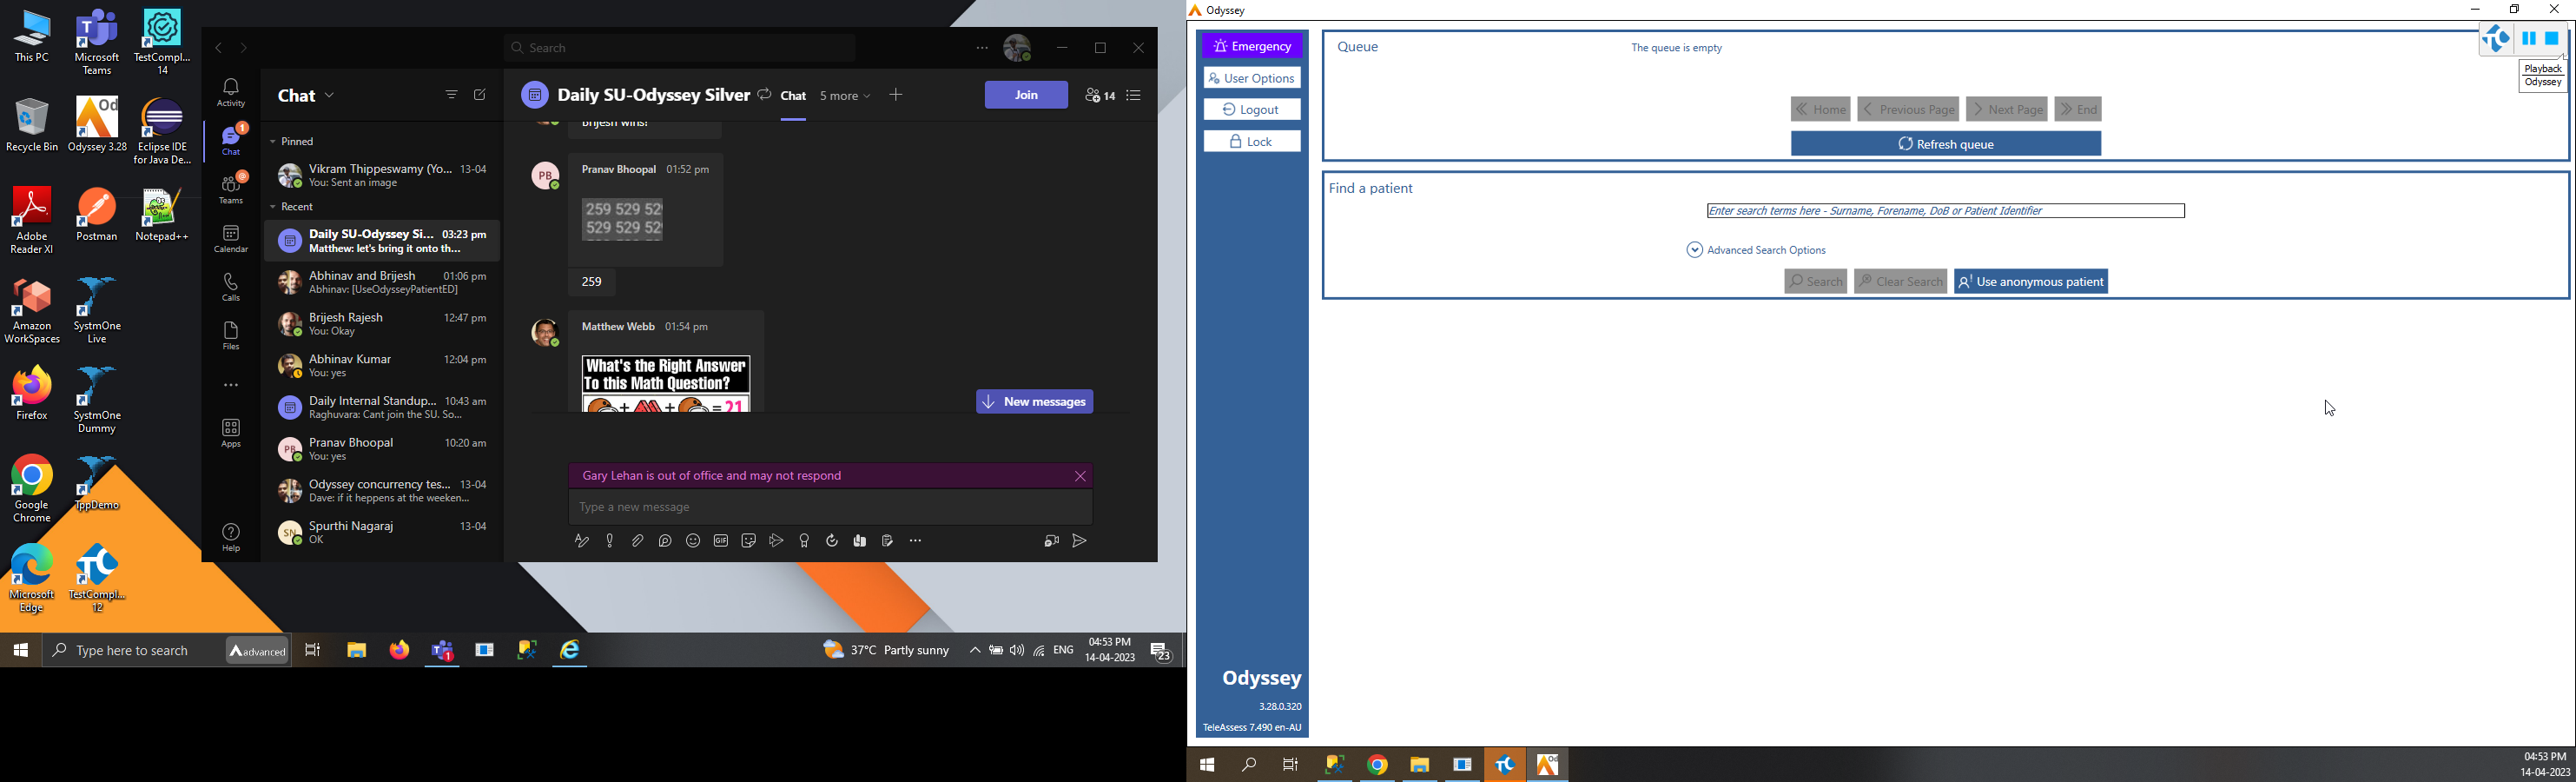 This PC
Microsoft
Teams
TestCompl...
14
Recycle Bin
Od
Odyssey 3.28
Eclipse IDE
for Java De...
Adobe
Reader XI
Postman
Notepad++
Amazon
WorkSpaces
SystmOne
Live
Firefox
SystmOne
Dummy
Google
Chrome
TppDemo
Microsoft
Edge
TestCompl...
12
Search
Activity
1
Chat
@
Teams
Calendar
Calls
Files
Apps
Help
Chat
Pinned
Vikram Thippeswamy (Yo... 13-04
You: Sent an image
Recent
Daily SU-Odyssey Si... 03:23 pm
Matthew: let's bring it onto th...
Abhinav and Brijesh 01:06 pm
Abhinav: [UseOdysseyPatientED]
Brijesh Rajesh 12:47 pm
You: Okay
Abhinav Kumar 12:04 pm
You: yes
Daily Internal Standup... 10:43 am
Raghuvara: Cant join the SU. So...
PB
Pranav Bhoopal 10:20 am
You: yes
Odyssey concurrency tes... 13-04
Dave: if it heppens at the weeken...
SN
Spurthi Nagaraj 13-04
OK
Daily SU-Odyssey Silver Chat 5 more Join 14
Brijesh wins!
PB
Pranav Bhoopal 01:52 pm
259 529 529
529 529 529
259
Matthew Webb 01:54 pm
What's the Right Answer
To this Math Question?
+ + = 21
New messages
Gary Lehan is out of office and may not respond
Type a new message
GIF
Type here to search
advanced
1
37°C Partly sunny
ENG
04:53 PM
14-04-2023
23
Odyssey
Emergency
User Options
Logout
Lock
Queue
The queue is empty
Home Previous Page Next Page End
Refresh queue
Playback
Odyssey
Find a patient
Enter search terms here - Surname, Forename, DoB or Patient Identifier
Advanced Search Options
Search Clear Search Use anonymous patient
Odyssey
3.28.0.320
TeleAssess 7.490 en-AU
Od
04:53 PM
14-04-2023